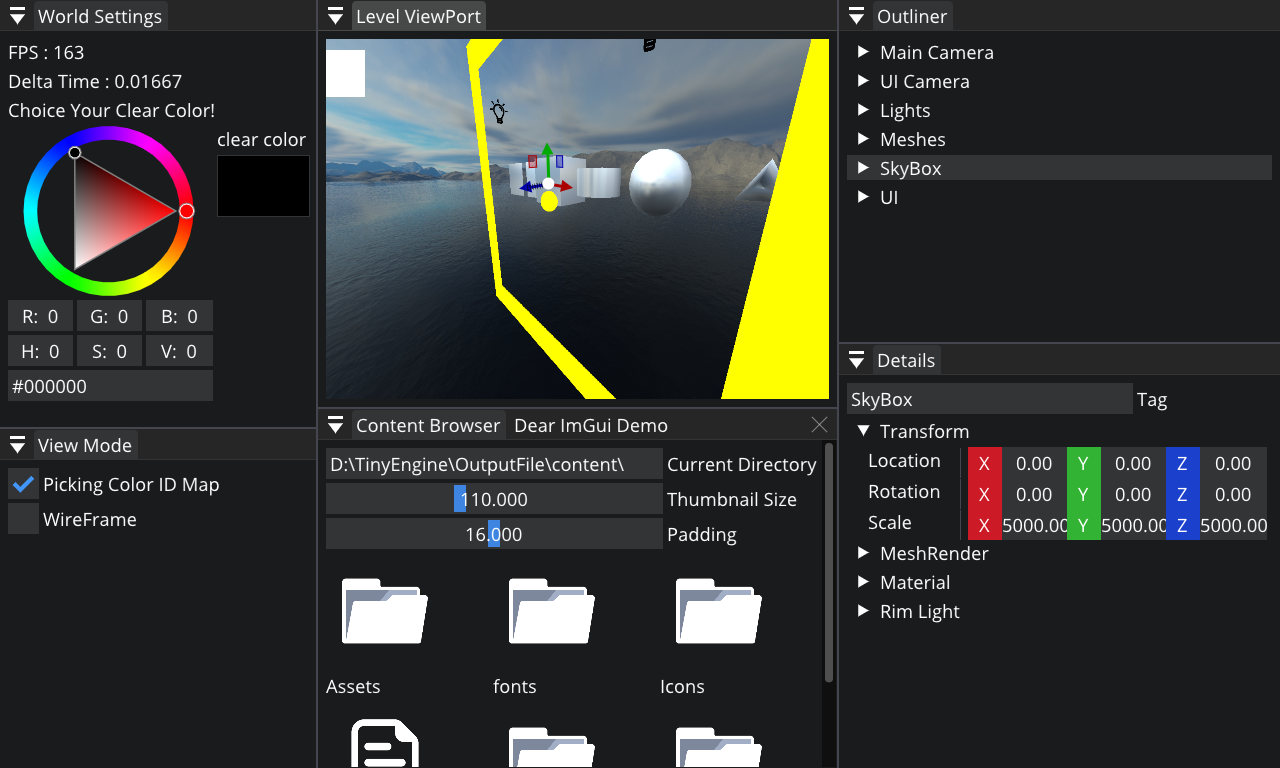 World Settings
FPS : 163
Delta Time : 0.01667
Choice Your Clear Color!
clear color
R: 0 G: 0 B: 0
H: 0 S: 0 V: 0
#000000
View Mode
Picking Color ID Map
WireFrame
Level ViewPort
Content Browser Dear ImGui Demo
D:\TinyEngine\OutputFile\content\ Current Directory
110.000 Thumbnail Size
16.000 Padding
Assets fonts Icons
Outliner
Main Camera
UI Camera
Lights
Meshes
SkyBox
UI
Details
SkyBox Tag
Transform
Location X 0.00 Y 0.00 Z 0.00
Rotation X 0.00 Y 0.00 Z 0.00
Scale X 5000.00 Y 5000.00 Z 5000.00
MeshRender
Material
Rim Light